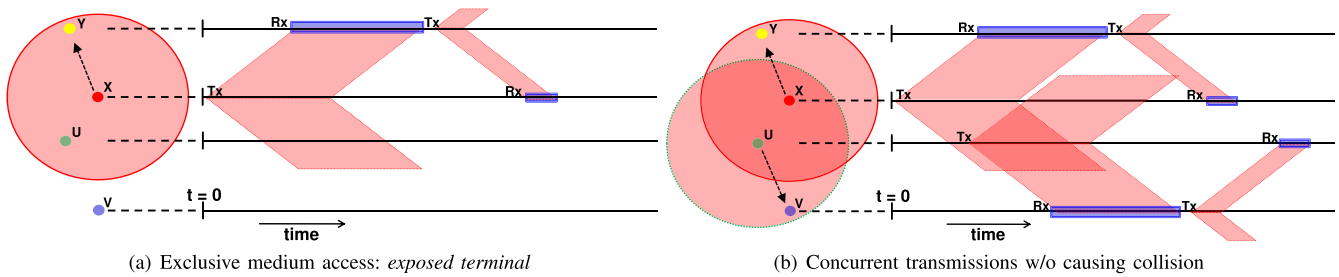 Y
Rx
Tx
X
Tx
Rx
U
V
t = 0
time
(a) Exclusive medium access: exposed terminal
Y
Rx
Tx
X
Tx
Rx
U
Tx
Rx
t = 0
V
Rx
Tx
time
(b) Concurrent transmissions w/o causing collision